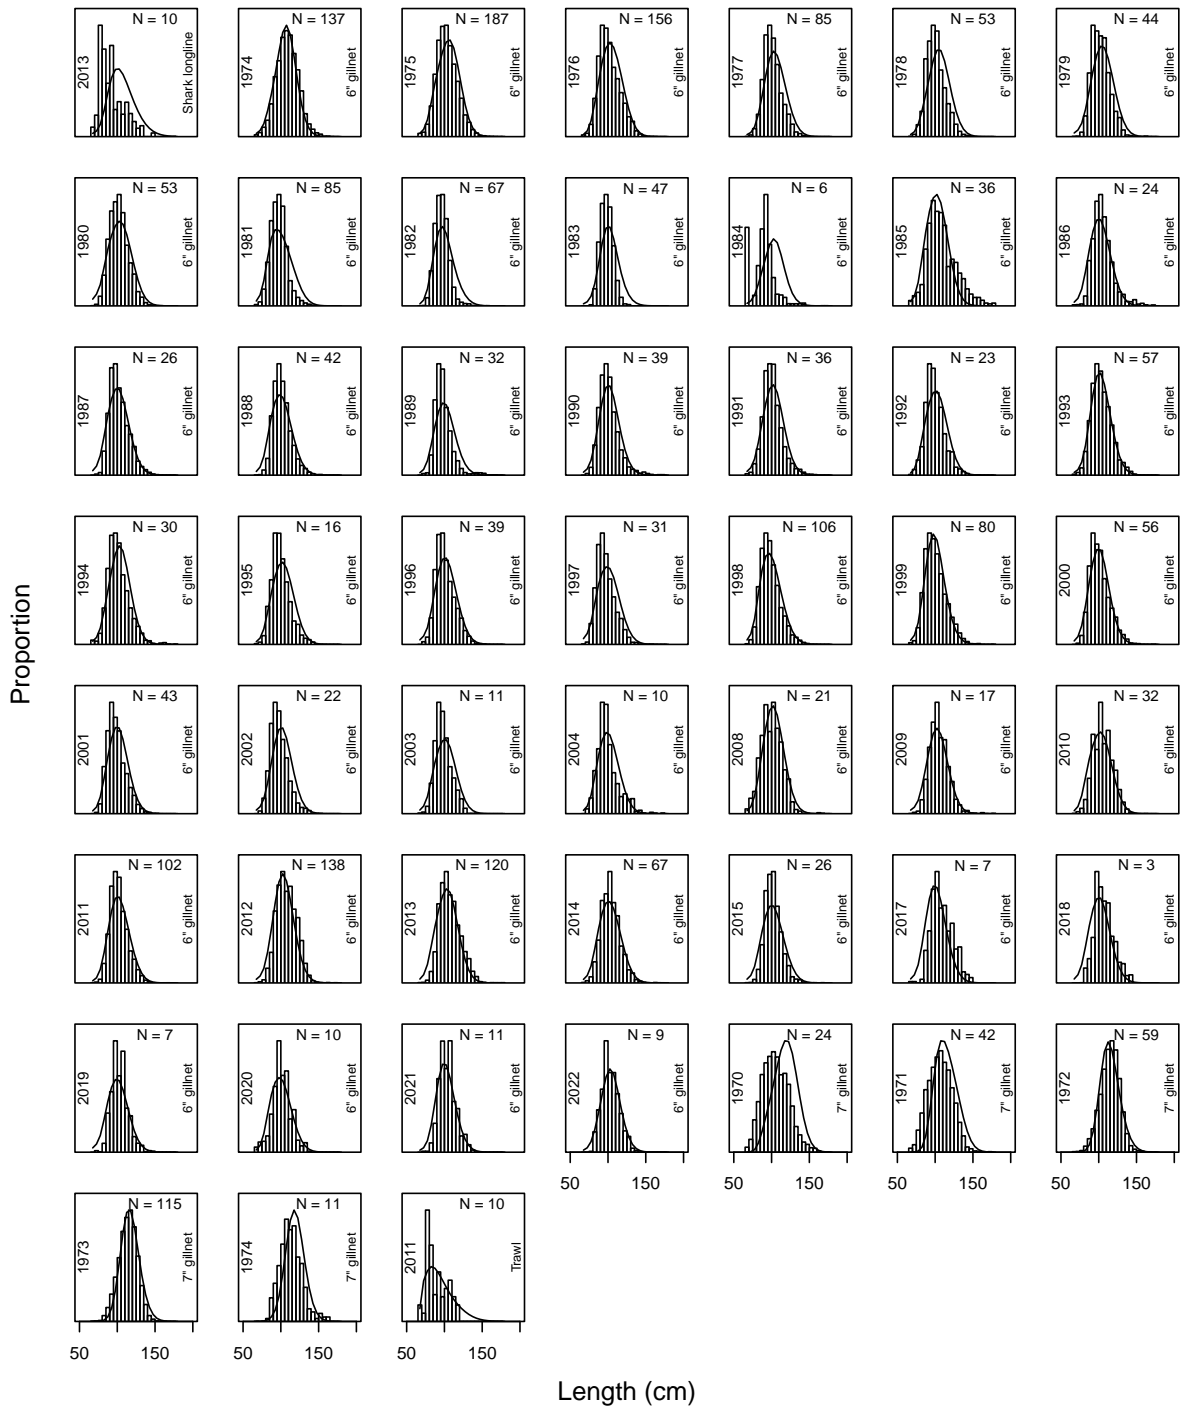 N = 10
2013
Shark longline
N = 137
1974
6" gillnet
N = 187
1975
6" gillnet
N = 156
1976
6" gillnet
N = 85
1977
6" gillnet
N = 53
1978
6" gillnet
N = 44
1979
6" gillnet
N = 53
1980
6" gillnet
N = 85
1981
6" gillnet
N = 67
1982
6" gillnet
N = 47
1983
6" gillnet
N = 6
1984
6" gillnet
N = 36
1985
6" gillnet
N = 24
1986
6" gillnet
N = 26
1987
6" gillnet
N = 42
1988
6" gillnet
N = 32
1989
6" gillnet
N = 39
1990
6" gillnet
N = 36
1991
6" gillnet
N = 23
1992
6" gillnet
N = 57
1993
6" gillnet
N = 30
1994
6" gillnet
N = 16
1995
6" gillnet
N = 39
1996
6" gillnet
N = 31
1997
6" gillnet
N = 106
1998
6" gillnet
N = 80
1999
6" gillnet
N = 56
2000
6" gillnet
Proportion
N = 43
2001
6" gillnet
N = 22
2002
6" gillnet
N = 11
2003
6" gillnet
N = 10
2004
6" gillnet
N = 21
2008
6" gillnet
N = 17
2009
6" gillnet
N = 32
2010
6" gillnet
N = 102
2011
6" gillnet
N = 138
2012
6" gillnet
N = 120
2013
6" gillnet
N = 67
2014
6" gillnet
N = 26
2015
6" gillnet
N = 7
2017
6" gillnet
N = 3
2018
6" gillnet
N = 7
2019
6" gillnet
N = 10
2020
6" gillnet
N = 11
2021
6" gillnet
N = 9
2022
6" gillnet
N = 24
1970
7" gillnet
N = 42
1971
7" gillnet
N = 59
1972
7" gillnet
50 150 50 150 50 150 50 150
N = 115
1973
7" gillnet
N = 11
1974
7" gillnet
N = 10
2011
Trawl
50 150 50 150 50 150
Length (cm)